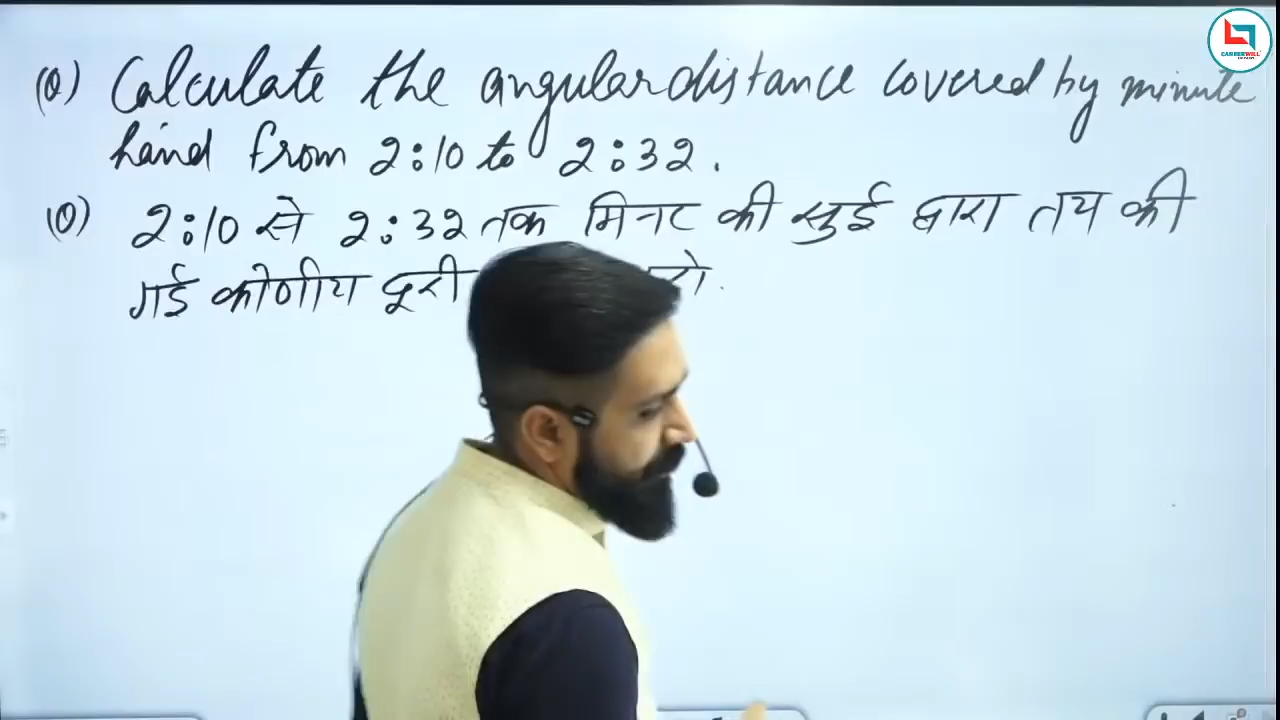 (Q) Calculate the angular distance covered by minute
hand from 2:10 to 2:32.
(Q) 2:10 से 2:32 तक मिनट की सुई द्वारा तय की
गई कोणीय दूरी
CAREERWILL